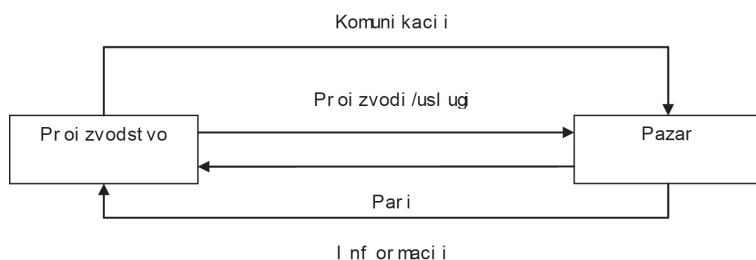 Komunikacii
Proizvodi/uslugi
Proizvodstvo
Pazar
Pari
Informacii